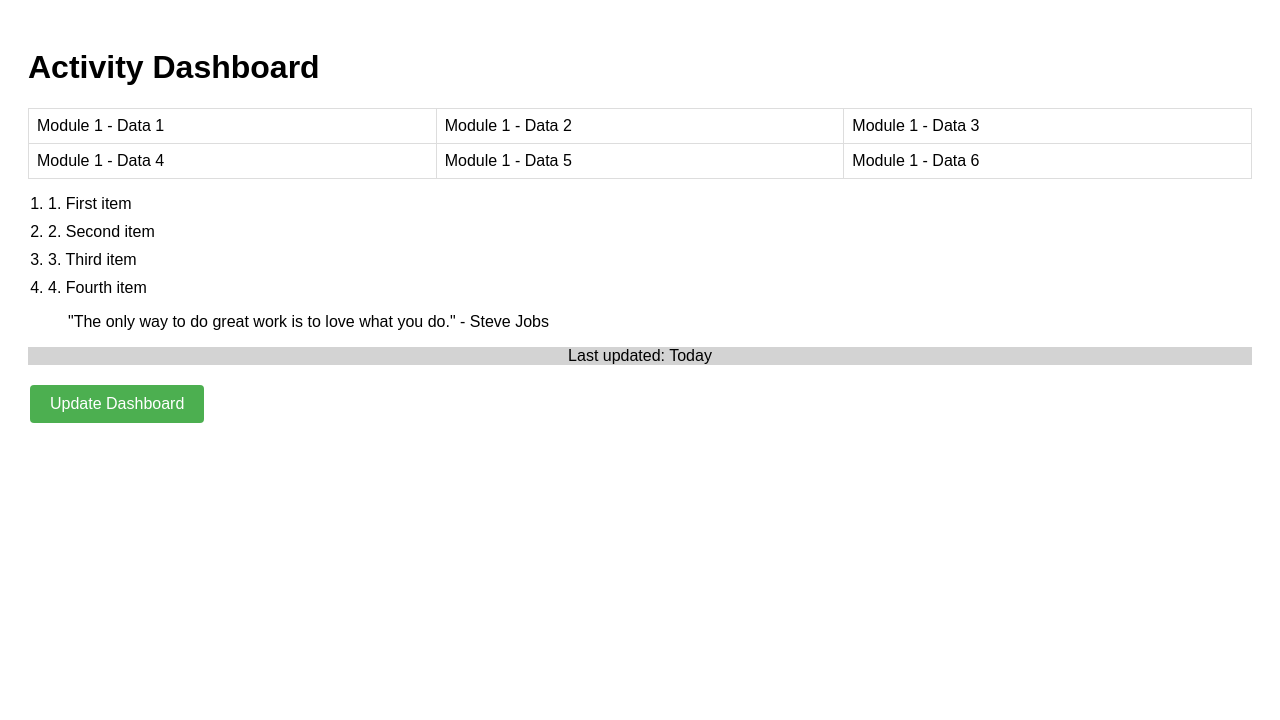 Activity Dashboard
Module 1 - Data 1 Module 1 - Data 2 Module 1 - Data 3
Module 1 - Data 4 Module 1 - Data 5 Module 1 - Data 6
1. 1. First item
2. 2. Second item
3. 3. Third item
4. 4. Fourth item
"The only way to do great work is to love what you do." - Steve Jobs
Last updated: Today
Update Dashboard